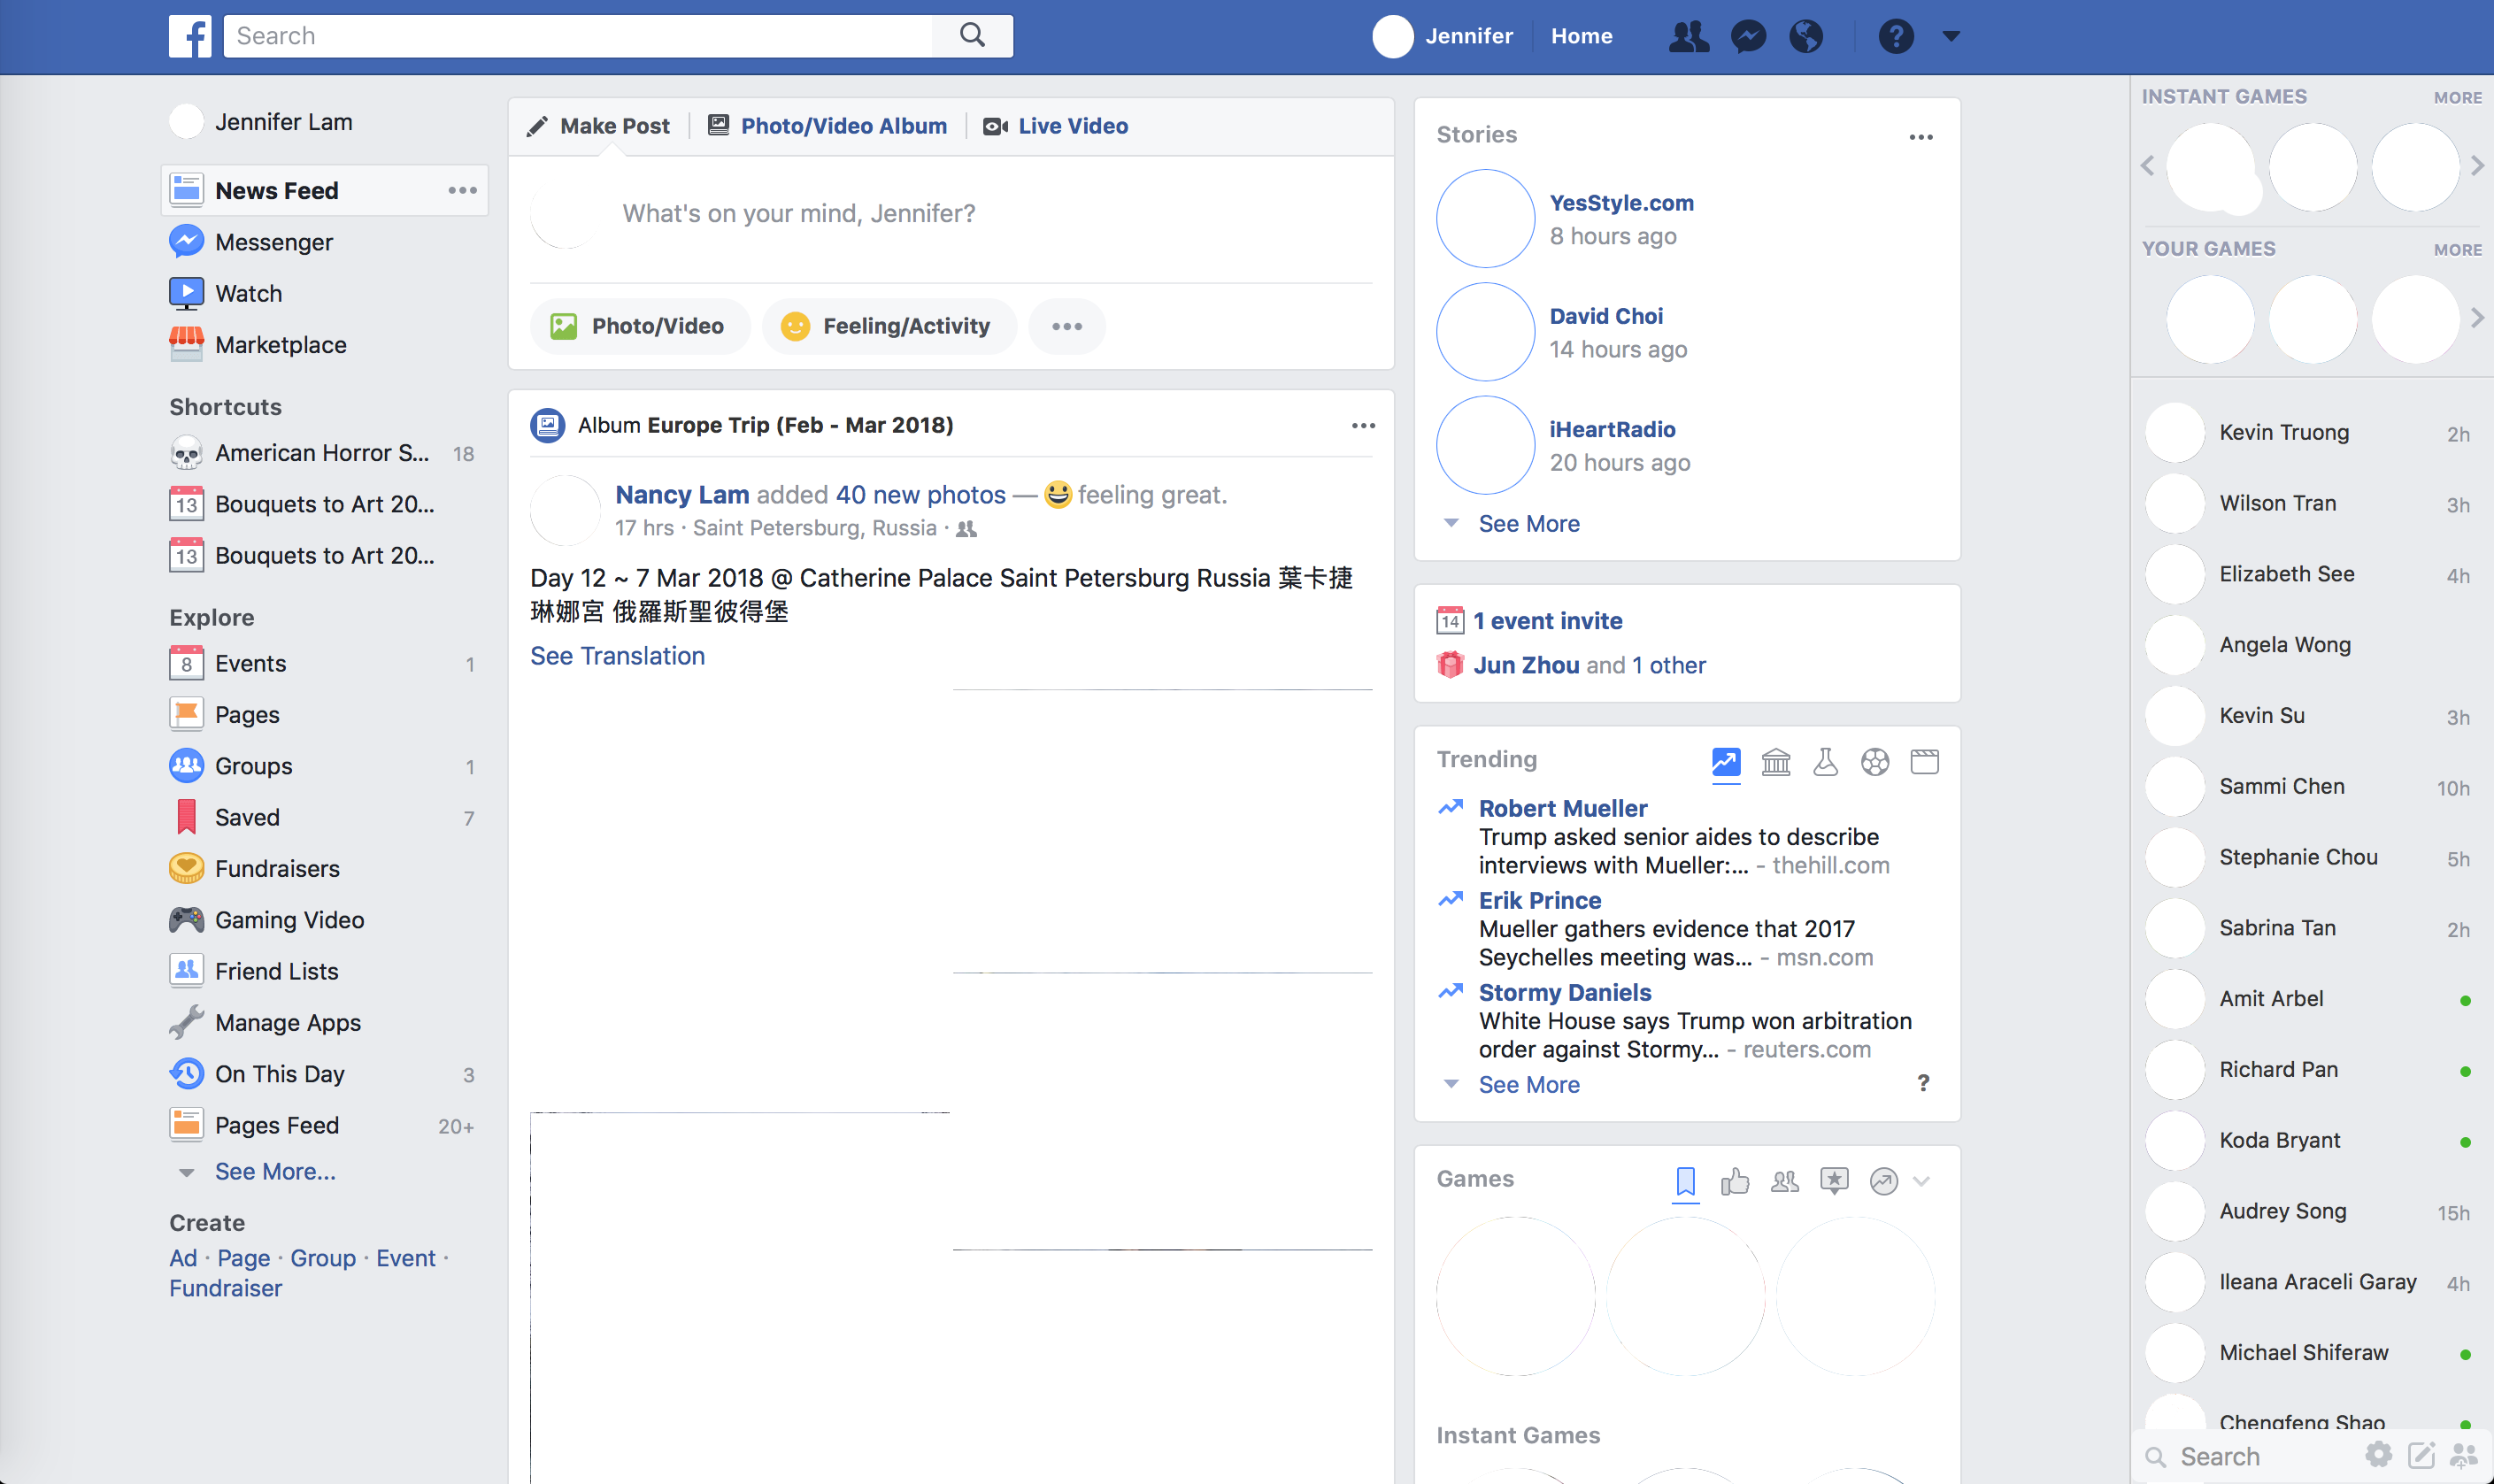 Search
Jennifer
Home
Jennifer Lam
News Feed
Messenger
Watch
Marketplace
Shortcuts
American Horror S... 18
13 Bouquets to Art 20...
13 Bouquets to Art 20...
Explore
8 Events 1
Pages
Groups 1
Saved 7
Fundraisers
Gaming Video
Friend Lists
Manage Apps
On This Day 3
Pages Feed 20+
See More...
Create
Ad · Page · Group · Event ·
Fundraiser
Make Post
Photo/Video Album
Live Video
What's on your mind, Jennifer?
Photo/Video
Feeling/Activity
Album Europe Trip (Feb - Mar 2018)
Nancy Lam added 40 new photos — feeling great.
17 hrs · Saint Petersburg, Russia ·
Day 12 ~ 7 Mar 2018 @ Catherine Palace Saint Petersburg Russia 葉卡捷
琳娜宮 俄羅斯聖彼得堡
See Translation
Stories
YesStyle.com
8 hours ago
David Choi
14 hours ago
iHeartRadio
20 hours ago
See More
14 1 event invite
Jun Zhou and 1 other
Trending
Robert Mueller
Trump asked senior aides to describe
interviews with Mueller:... - thehill.com
Erik Prince
Mueller gathers evidence that 2017
Seychelles meeting was... - msn.com
Stormy Daniels
White House says Trump won arbitration
order against Stormy... - reuters.com
See More ?
Games
Instant Games
INSTANT GAMES MORE
YOUR GAMES MORE
Kevin Truong 2h
Wilson Tran 3h
Elizabeth See 4h
Angela Wong
Kevin Su 3h
Sammi Chen 10h
Stephanie Chou 5h
Sabrina Tan 2h
Amit Arbel
Richard Pan
Koda Bryant
Audrey Song 15h
Ileana Araceli Garay 4h
Michael Shiferaw
Chengfeng Shao
Search